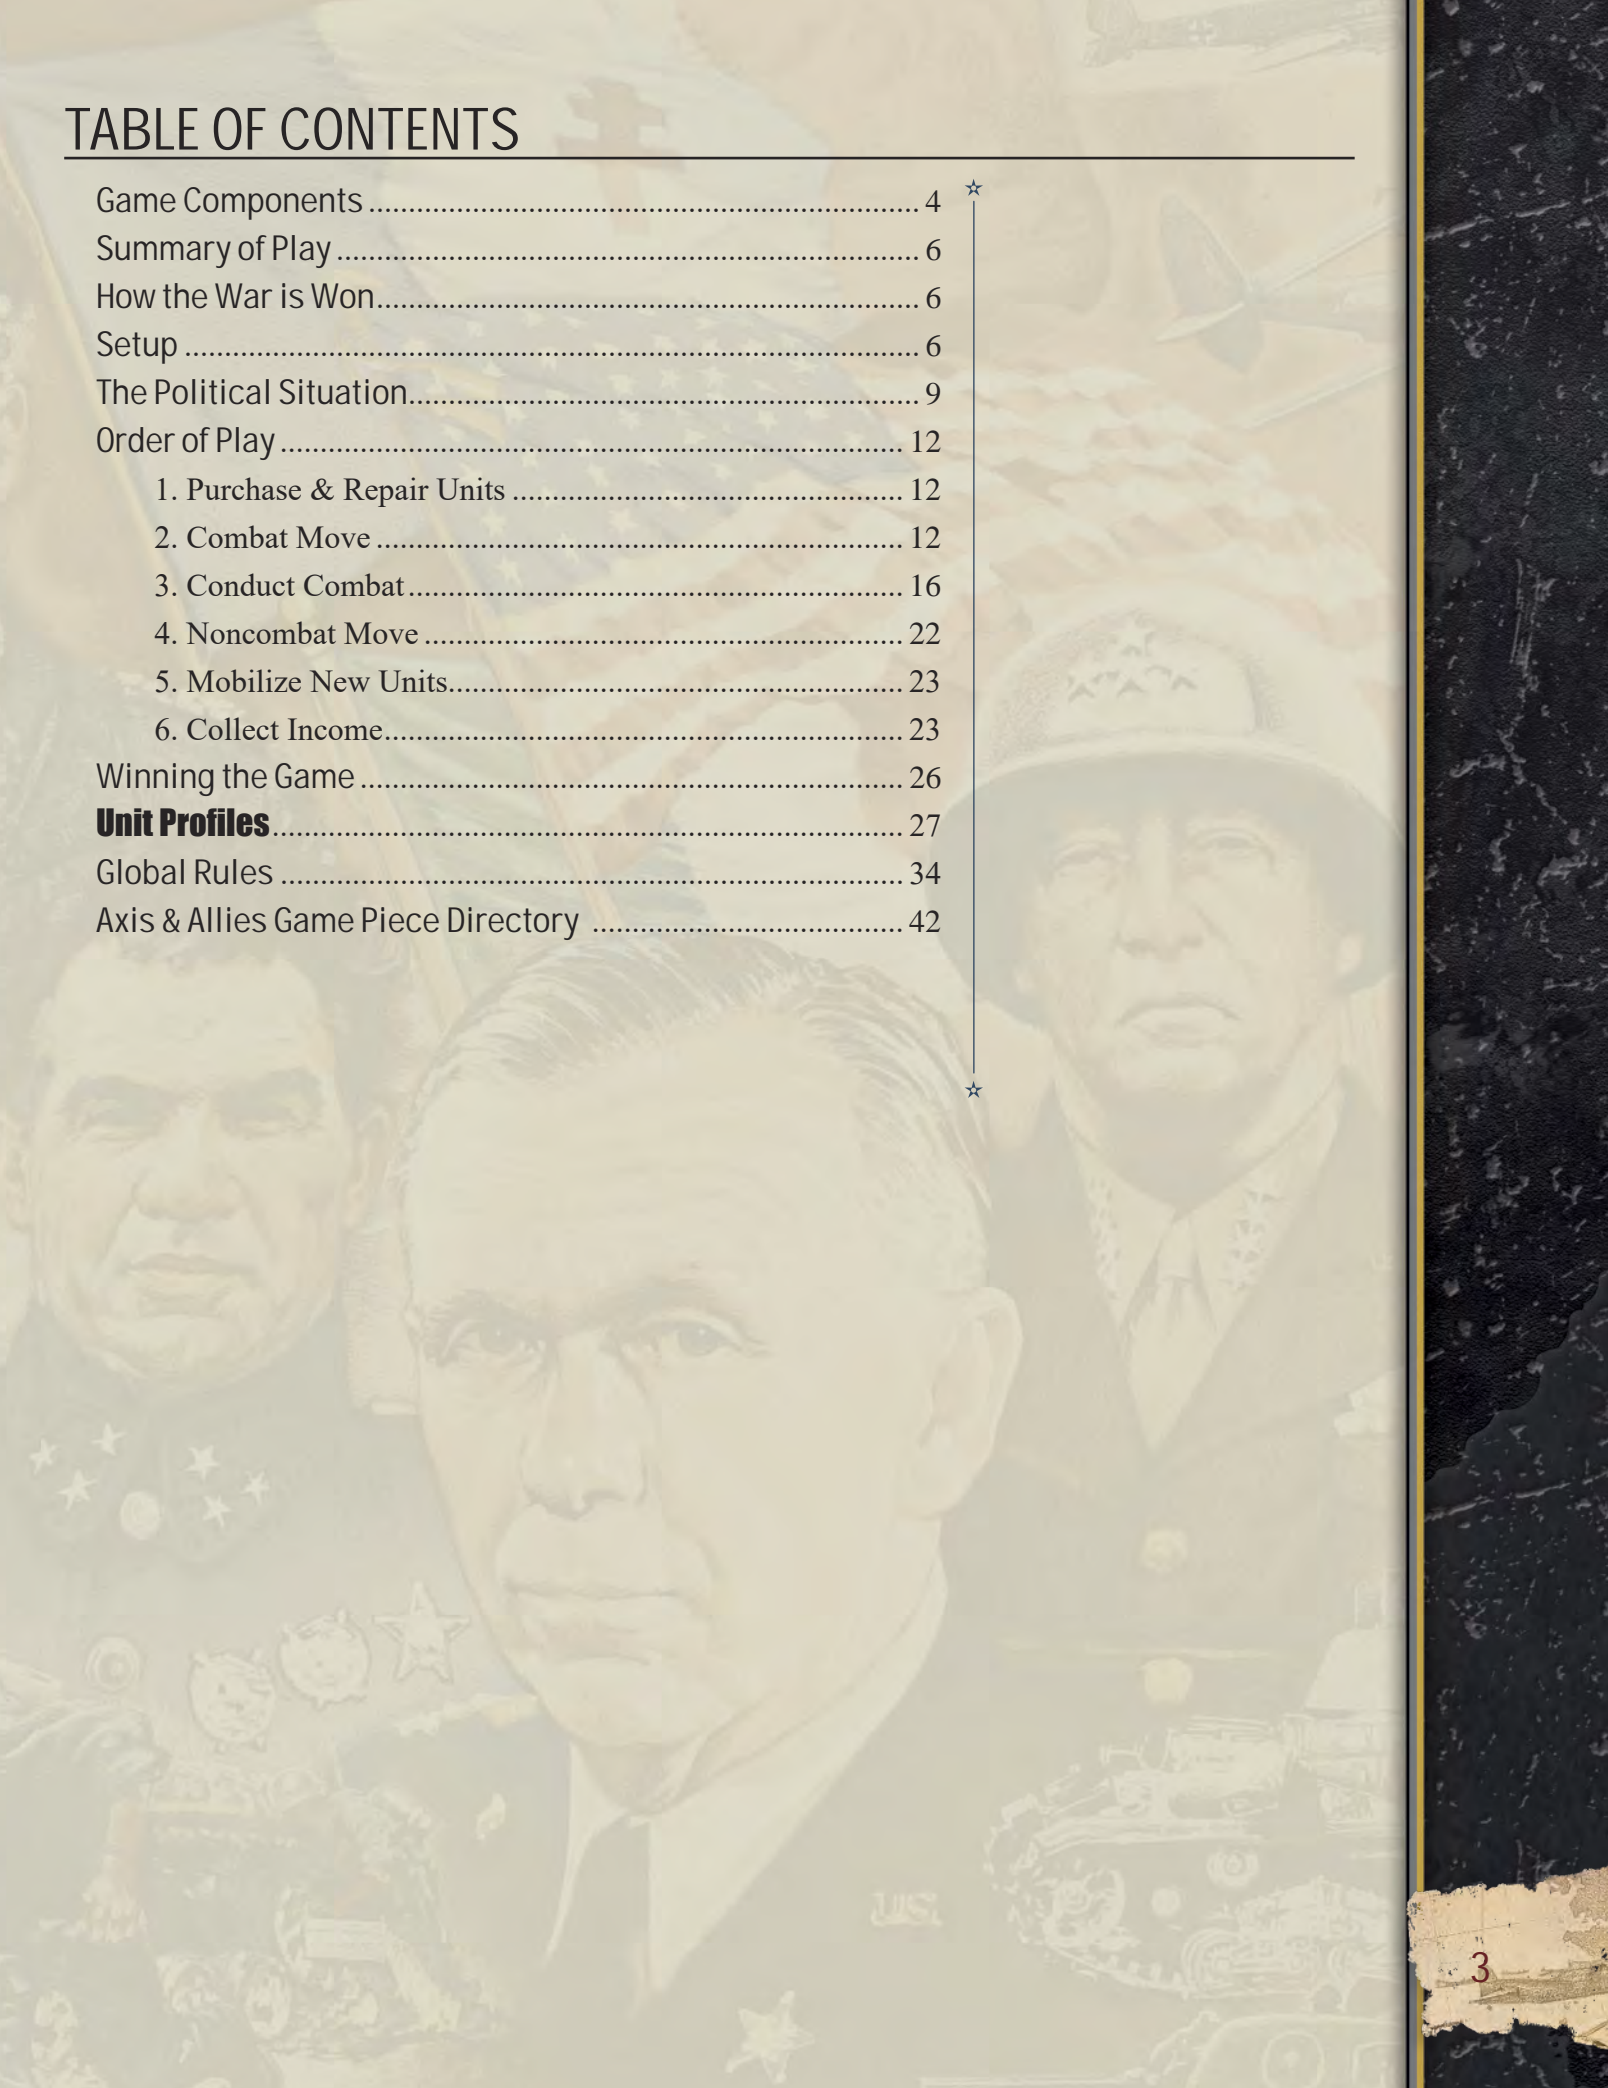 TABLE OF CONTENTS
Game Components ..................................................................... 4
Summary of Play ......................................................................... 6
How the War is Won.................................................................... 6
Setup ............................................................................................ 6
The Political Situation................................................................ 9
Order of Play .............................................................................. 12
1. Purchase & Repair Units ................................................. 12
2. Combat Move .................................................................. 12
3. Conduct Combat.............................................................. 16
4. Noncombat Move ............................................................ 22
5. Mobilize New Units......................................................... 23
6. Collect Income................................................................. 23
Winning the Game .................................................................... 26
Unit Profiles............................................................................... 27
Global Rules .............................................................................. 34
Axis & Allies Game Piece Directory ....................................... 42
U.S.
3